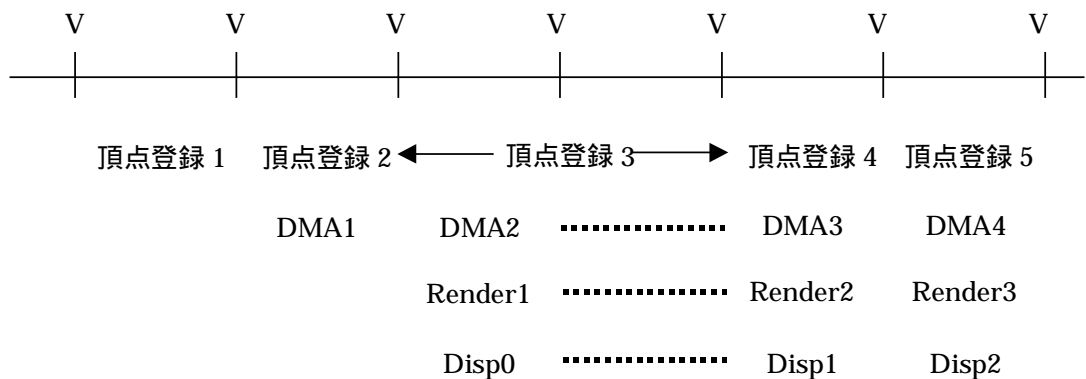 V V V V V V V
頂点登録 1 頂点登録 2 頂点登録 3 頂点登録 4 頂点登録 5
DMA1 DMA2 DMA3 DMA4
Render1 Render2 Render3
Disp0 Disp1 Disp2